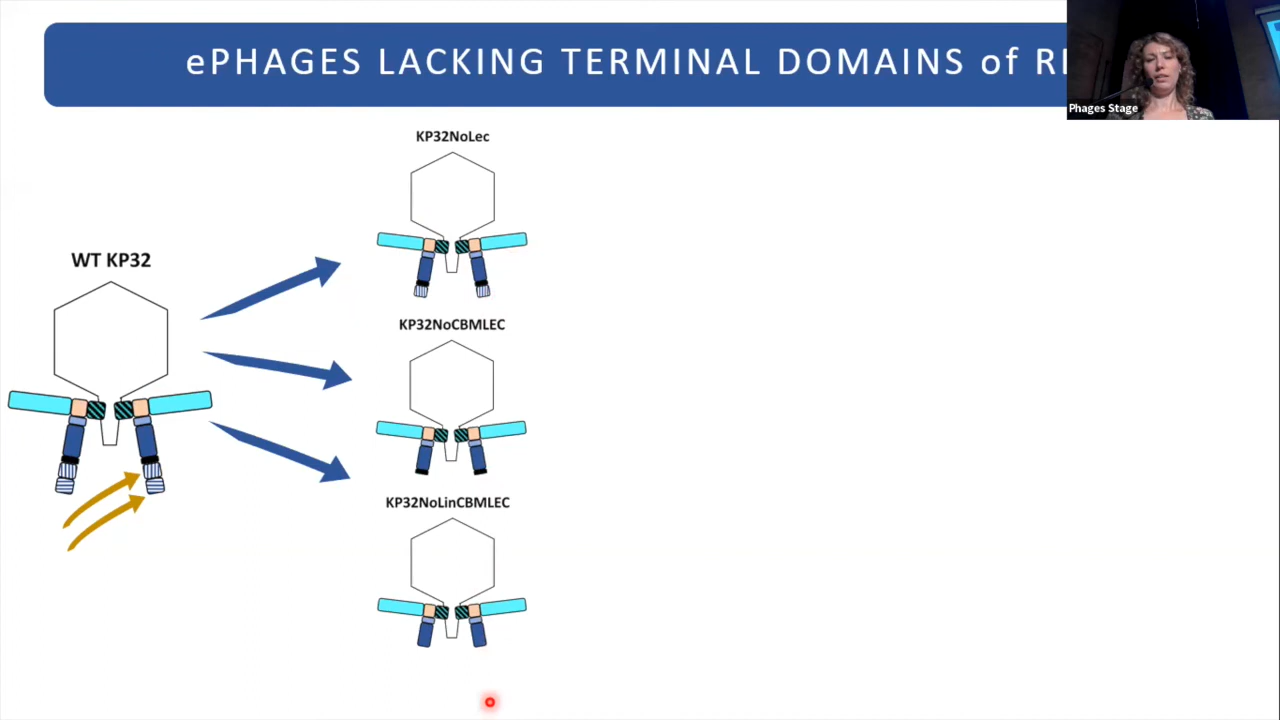 ePHAGES LACKING TERMINAL DOMAINS of
Phages Stage
KP32NoLec
WT KP32
KP32NoCBMLEC
KP32NoLinCBMLEC